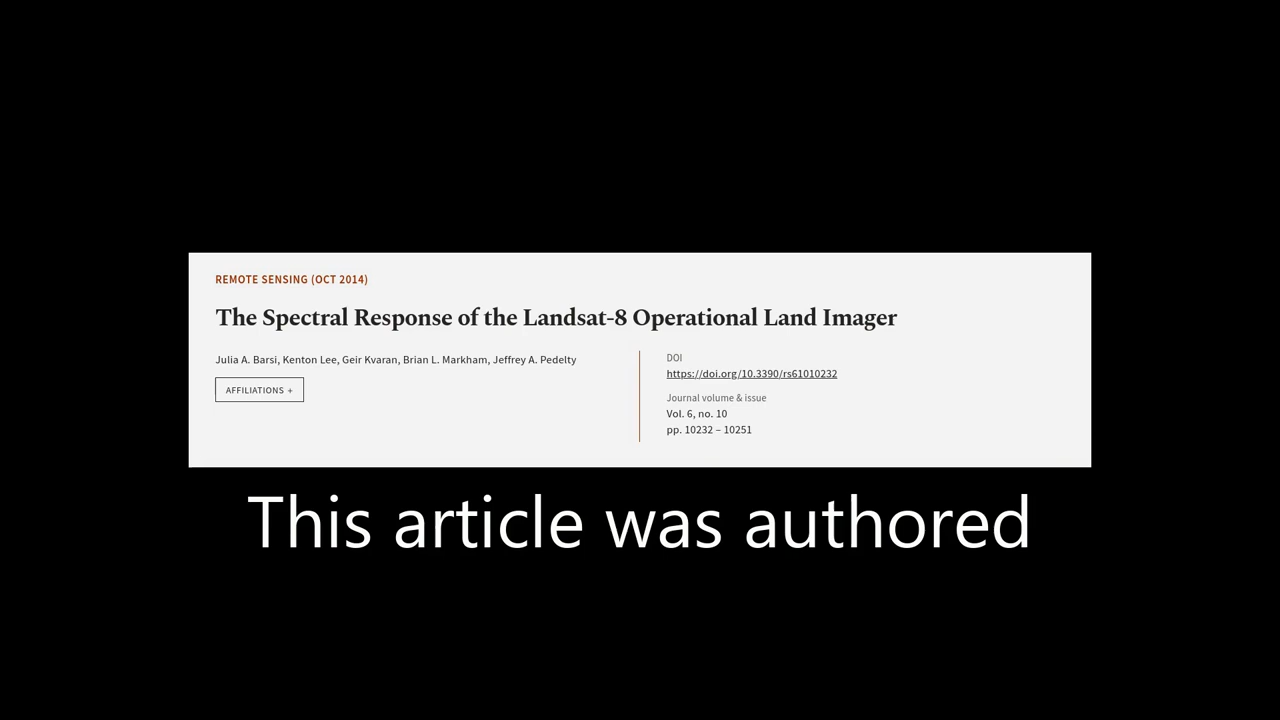 REMOTE SENSING (OCT 2014)
The Spectral Response of the Landsat-8 Operational Land Imager
Julia A. Barsi, Kenton Lee, Geir Kvaran, Brian L. Markham, Jeffrey A. Pedelty
AFFILIATIONS +
DOI
https://doi.org/10.3390/rs61010232
Journal volume & issue
Vol. 6, no. 10
pp. 10232 – 10251
This article was authored